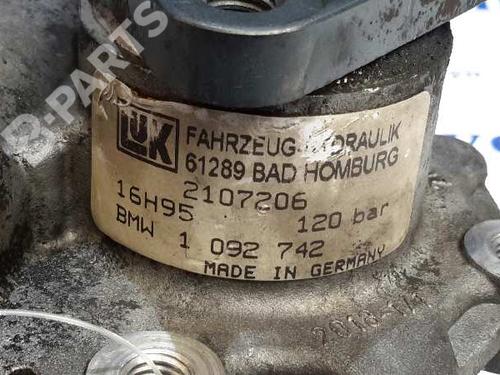 B-PARTS
LUK
FAHRZEUG-HYDRAULIK
61289 BAD HOMBURG
2107206
16H95
120 bar
BMW 1 092 742
MADE IN GERMANY